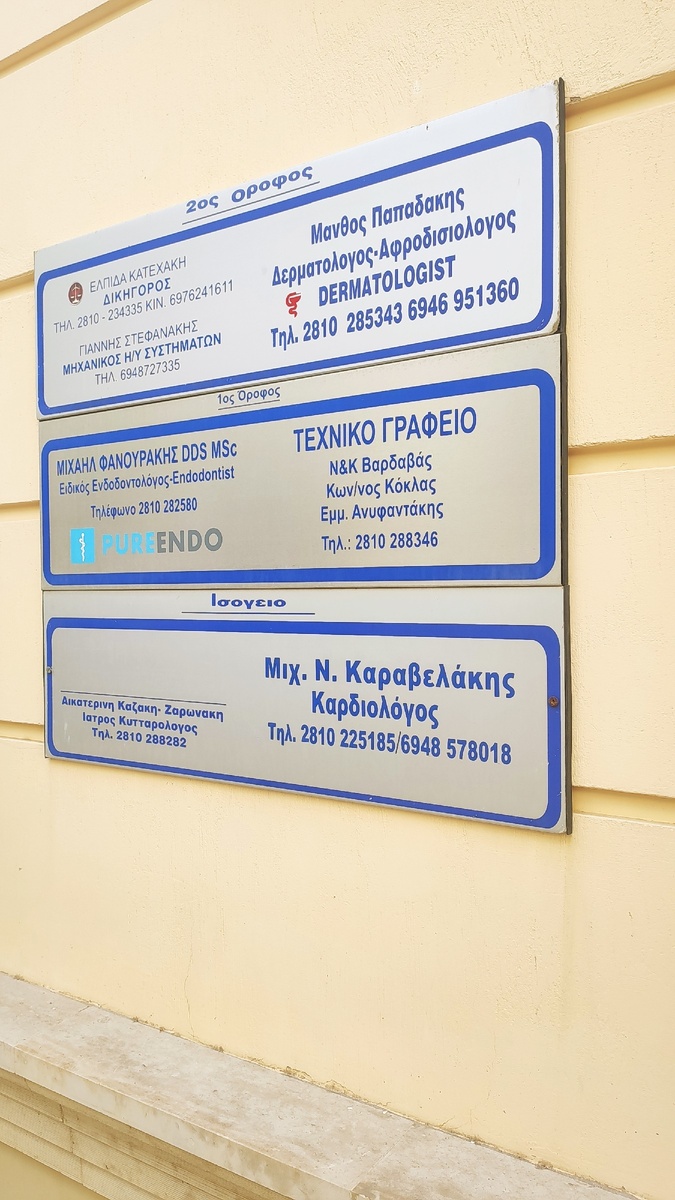 2ος Οροφος
ΕΛΠΙΔΑ ΚΑΤΕΧΑΚΗ
ΔΙΚΗΓΟΡΟΣ
ΤΗΛ. 2810 - 234335 ΚΙΝ. 6976241611
ΓΙΑΝΝΗΣ ΣΤΕΦΑΝΑΚΗΣ
ΜΗΧΑΝΙΚΟΣ Η/Υ ΣΥΣΤΗΜΑΤΩΝ
ΤΗΛ. 6948727335
Μανθος Παπαδακης
Δερματολογος-Αφροδισιολογος
DERMATOLOGIST
Τηλ. 2810 285343 6946 951360
1ος Όροφος
ΜΙΧΑΗΛ ΦΑΝΟΥΡΑΚΗΣ DDS MSc
Ειδικός Ενδοδοντολόγος-Endodontist
Τηλέφωνο 2810 282580
PUREENDO
ΤΕΧΝΙΚΟ ΓΡΑΦΕΙΟ
Ν&Κ Βαρδαβάς
Κων/νος Κόκλας
Εμμ. Ανυφαντάκης
Τηλ.: 2810 288346
Ισογειο
Αικατερινη Καζακη- Ζαρωνακη
Ιατρος Κυτταρολογος
Τηλ. 2810 288282
Μιχ. Ν. Καραβελάκης
Καρδιολόγος
Τηλ. 2810 225185/6948 578018